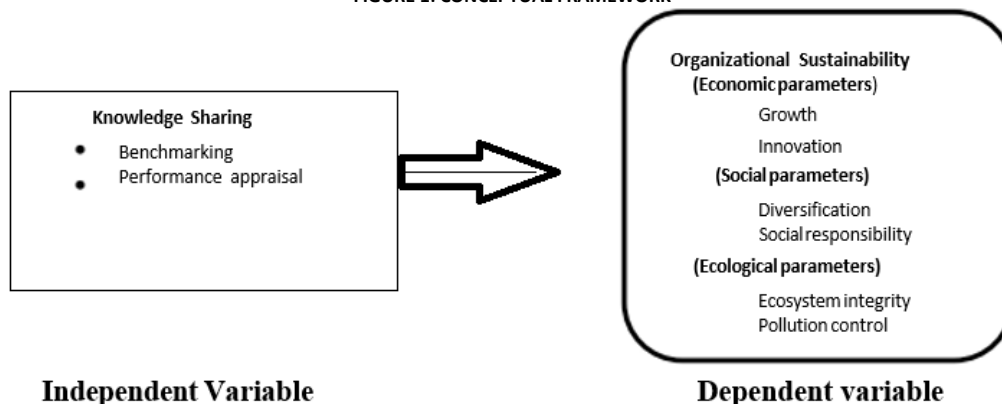 Knowledge Sharing
• Benchmarking
• Performance appraisal
Organizational Sustainability
(Economic parameters)
Growth
Innovation
(Social parameters)
Diversification
Social responsibility
(Ecological parameters)
Ecosystem integrity
Pollution control
Independent Variable
Dependent variable